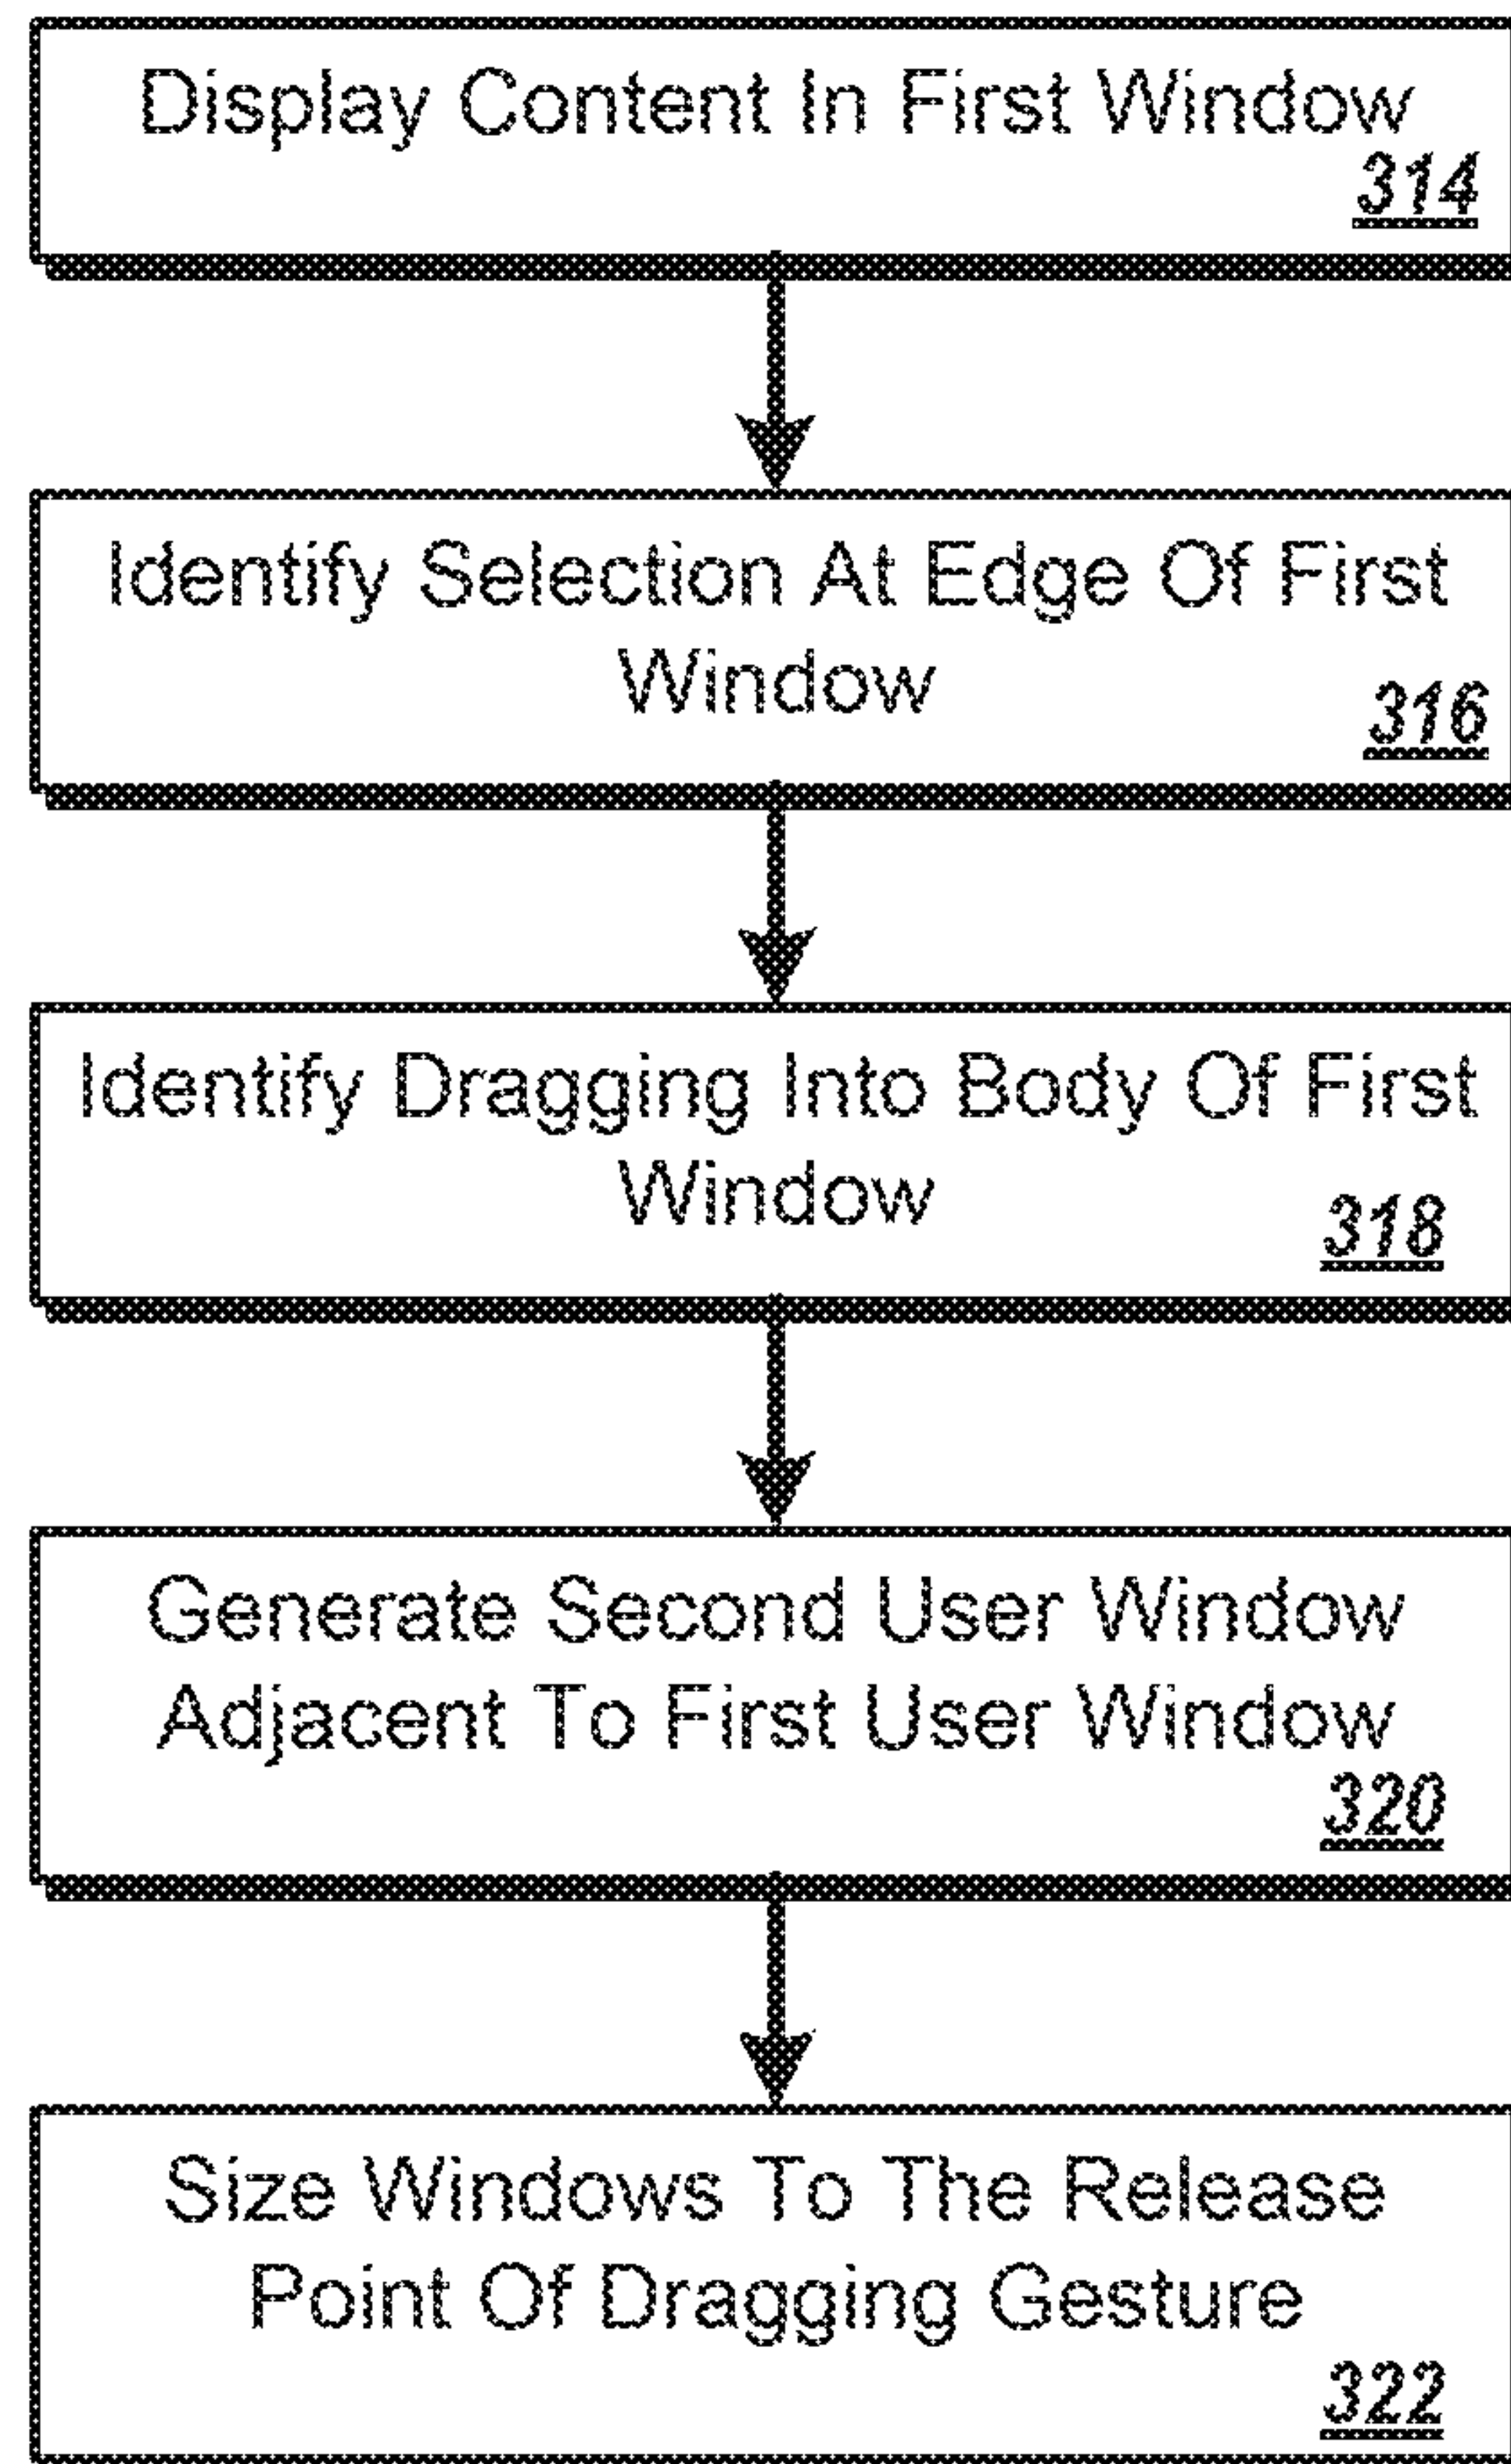 Display Content In First Window
314
Identify Selection At Edge Of First
Window
316
Identify Dragging Into Body Of First
Window
318
Generate Second User Window
Adjacent To First User Window
320
Size Windows To The Release
Point Of Dragging Gesture
322